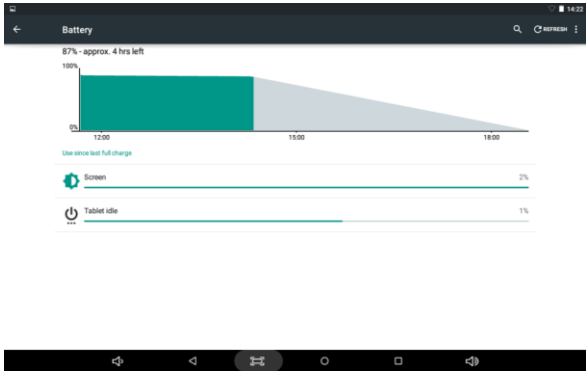 14:22
Battery
REFRESH
87% - approx. 4 hrs left
100%
0%
12:00 15:00 18:00
Use since last full charge
Screen 2%
Tablet idle 1%